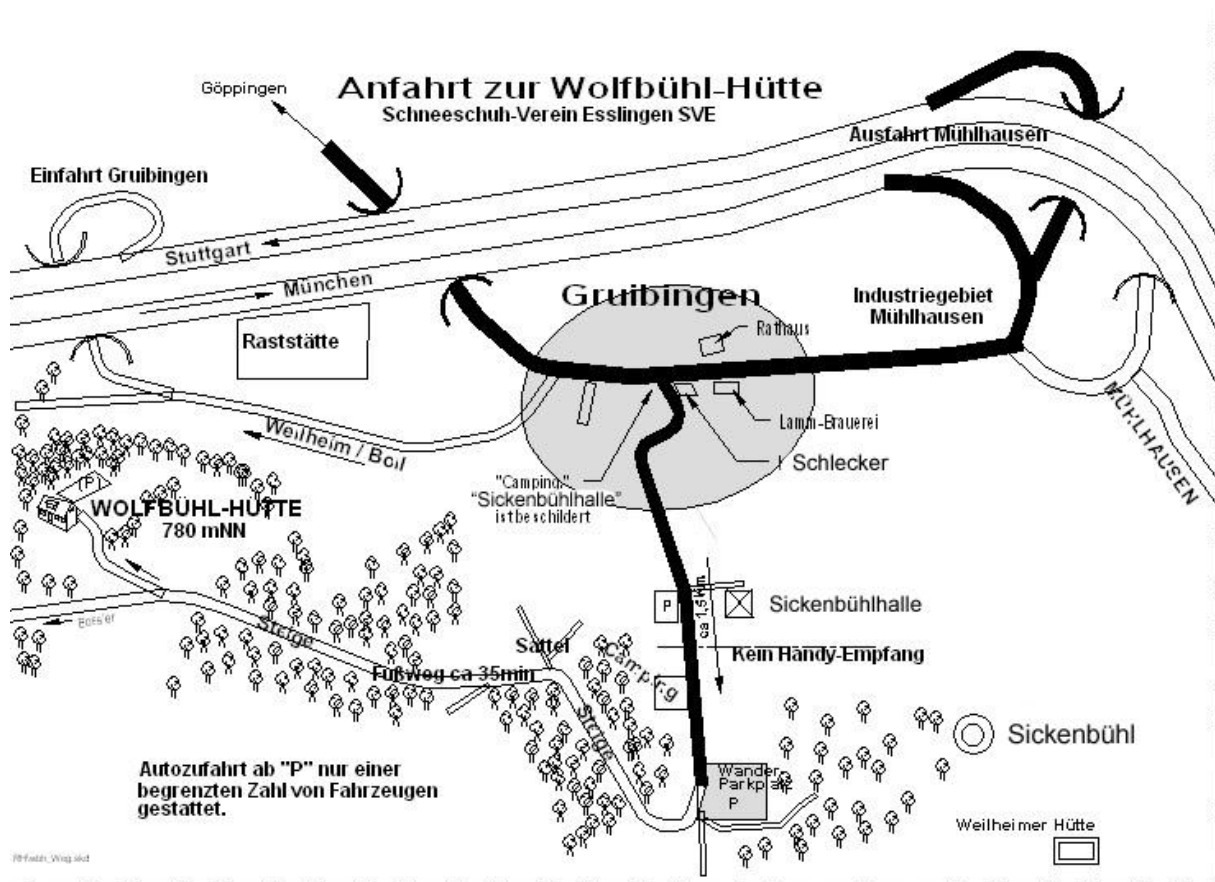 Anfahrt zur Wolfbühl-Hütte
Schneeschuh-Verein Esslingen SVE
Göppingen
Ausfahrt Mühlhausen
Einfahrt Gruibingen
Stuttgart
München
Gruibingen
Industriegebiet
Mühlhausen
Rathaus
Raststätte
MÜHLHAUSEN
Lamm-Brauerei
Weilheim / Boll
Schlecker
"Camping,"
"Sickenbühlhalle"
ist beschildert
(P)
WOLFBÜHL-HÜTTE
780 mNN
ca 1,5 km
P
Sickenbühlhalle
Steige
Sattel
Camping
Kein Handy-Empfang
Fußweg ca 35min
Steige
Sickenbühl
Autozufahrt ab "P" nur einer
begrenzten Zahl von Fahrzeugen
gestattet.
Wander
Parkplatz
P
Weilheimer Hütte